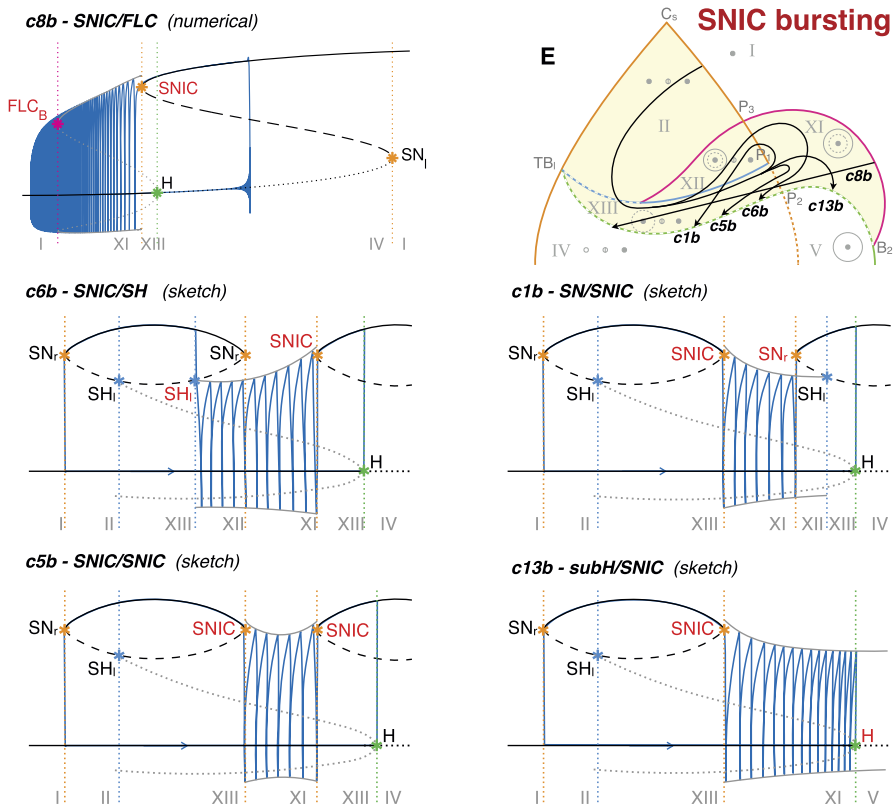 c8b - SNIC/FLC (numerical)
SNIC
FLCB
H
SNl
I
XI
XIII
IV
I
SNIC bursting
E
Cs
I
P3
II
XI
P1
TBl
XII
c8b
XIII
P2
c13b
c6b
c5b
c1b
IV
V
B2
c6b - SNIC/SH (sketch)
SNIC
SNr
SNr
SHl
SHl
H
I
II
XIII
XII
XI
XIII
IV
c1b - SN/SNIC (sketch)
SNr
SNIC
SNr
SHl
SHl
H
I
II
XIII
XI
XII
XIII
IV
c5b - SNIC/SNIC (sketch)
SNr
SNIC
SNIC
SHl
H
I
II
XIII
XI
XIII
IV
c13b - subH/SNIC (sketch)
SNr
SNIC
SHl
H
I
II
XIII
XI
V